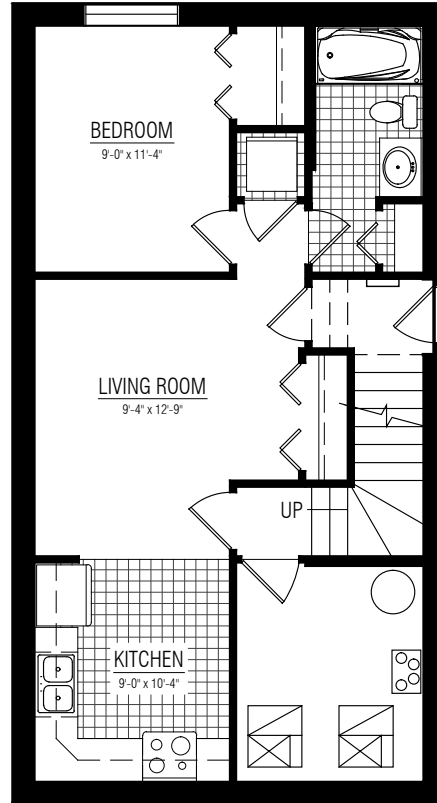 BEDROOM
9'-0" x 11'-4"
LIVING ROOM
9'-4" x 12'-9"
UP
KITCHEN
9'-0" x 10'-4"